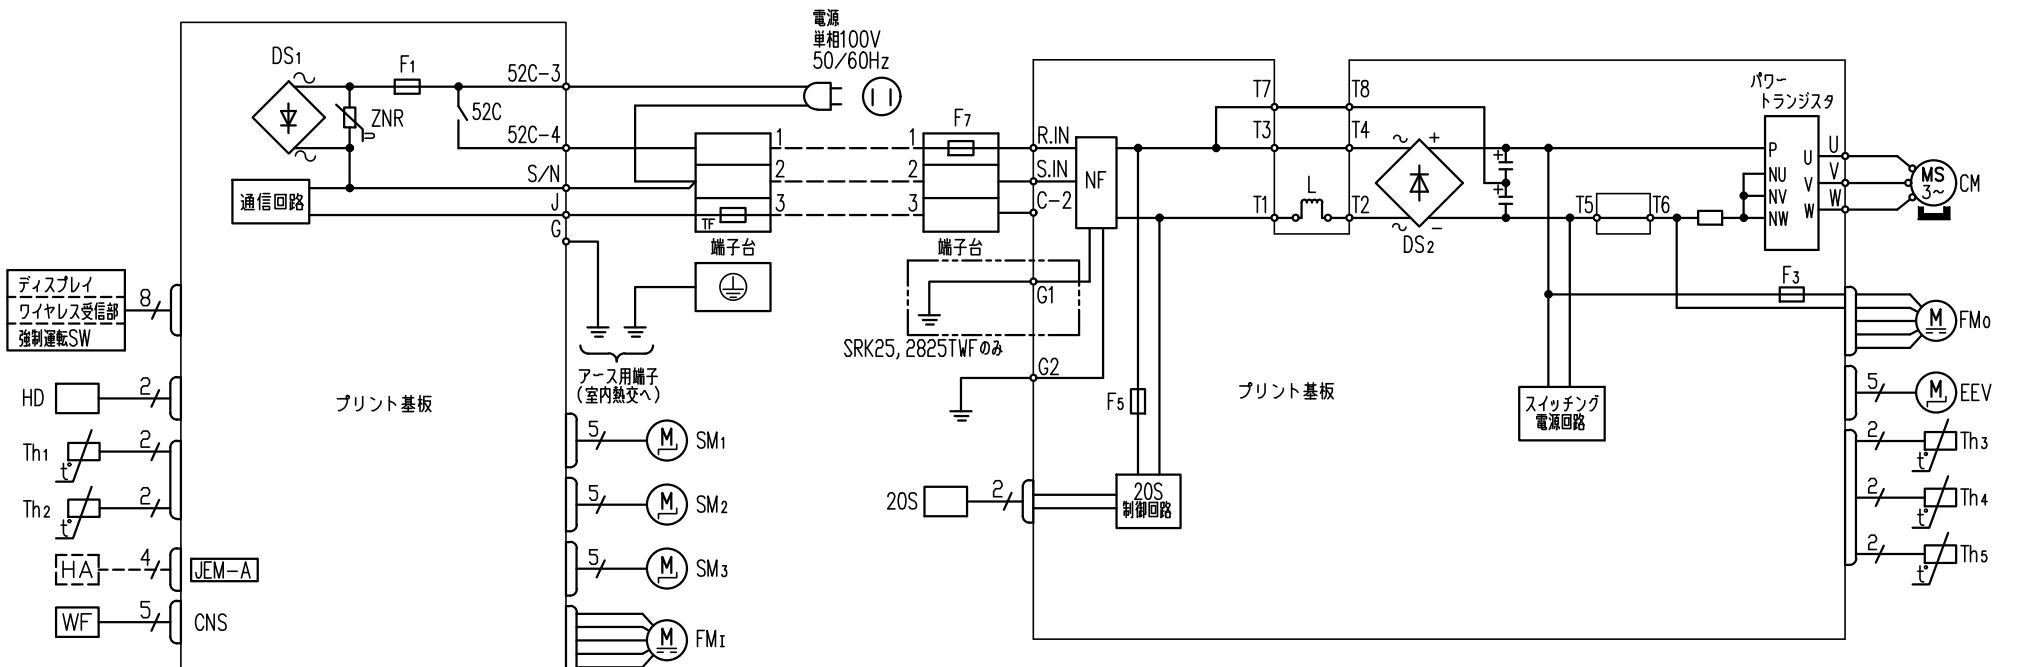 電源
単相100V
50/60Hz
DS1
F1
52C-3
ZNR
52C
52C-4
S/N
J
G
通信回路
1
2
3
TF
端子台
F7
1
2
3
端子台
R.IN
S.IN
C-2
NF
G1
G2
SRK25, 2825TWFのみ
アース用端子
(室内熱交へ)
ディスプレイ
ワイヤレス受信部
強制運転SW
8
HD
2
Th1
2
t°
Th2
2
t°
HA
4
JEM-A
WF
5
CNS
プリント基板
5
M
SM1
5
M
SM2
5
M
SM3
M
FMI
T7
T8
T3
T4
T1
T2
L
DS2
+
-
+
+
T5
T6
パワー
トランジスタ
P
NU
NV
NW
U
V
W
U
V
W
MS
3~
CM
F3
M
FMO
5
M
EEV
2
Th3
t°
2
Th4
t°
2
Th5
t°
スイッチング
電源回路
プリント基板
F5
20S
2
20S
制御回路